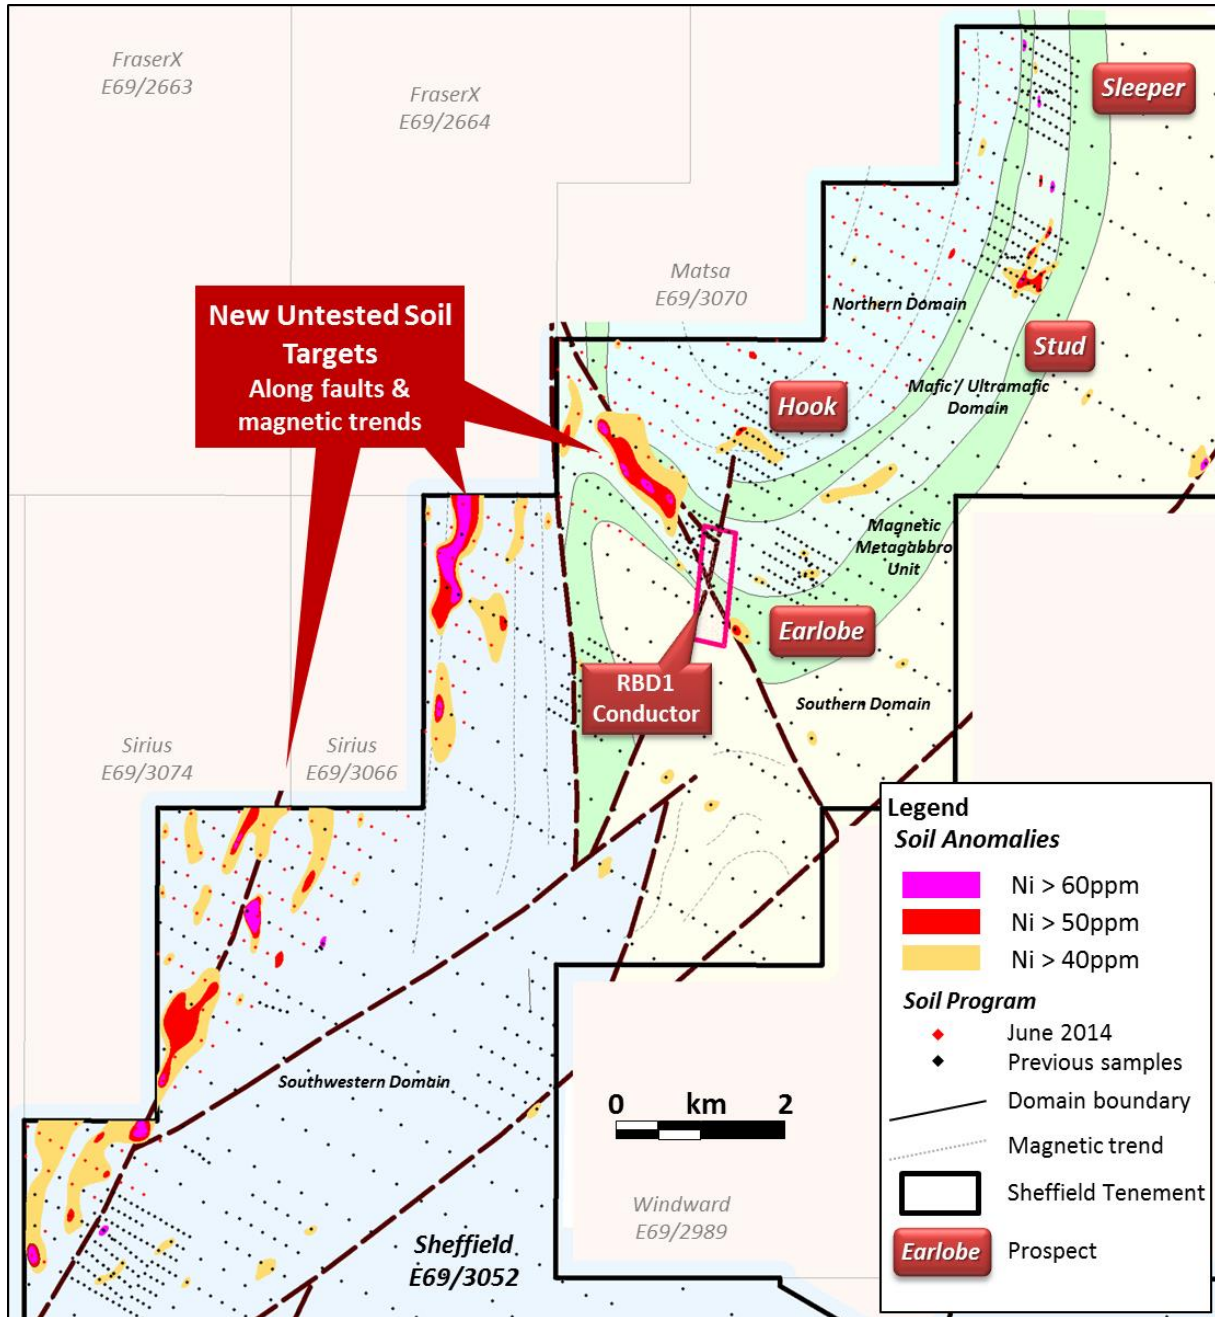 FraserX
E69/2663
FraserX
E69/2664
Sleeper
Matsa
E69/3070
Northern Domain
New Untested Soil
Targets
Along faults &
magnetic trends
Stud
Hook
Mafic / Ultramafic
Domain
Magnetic
Metagabbro
Unit
Earlobe
RBD1
Conductor
Southern Domain
Sirius
E69/3074
Sirius
E69/3066
Southwestern Domain
0 km 2
Windward
E69/2989
Sheffield
E69/3052
Legend
Soil Anomalies
Ni > 60ppm
Ni > 50ppm
Ni > 40ppm
Soil Program
June 2014
Previous samples
Domain boundary
Magnetic trend
Sheffield Tenement
Earlobe Prospect